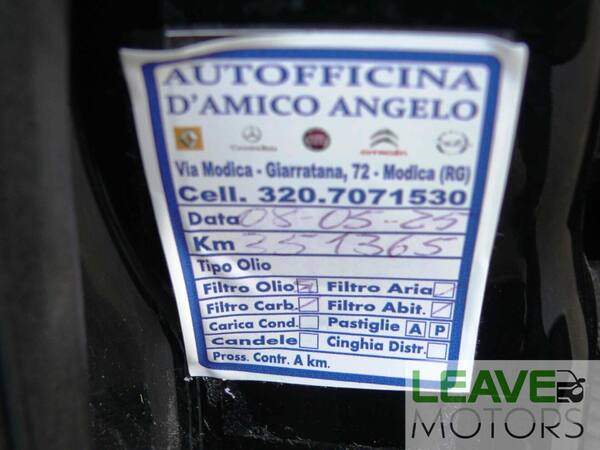 AUTOFFICINA
D'AMICO ANGELO
CITROËN
Via Modica - Giarratana, 72 - Modica (RG)
Cell. 320.7071530
Data 08-05-25
Km 351365
Tipo Olio
Filtro Olio Filtro Aria
Filtro Carb. Filtro Abit.
Carica Cond. Pastiglie A P
Candele Cinghia Distr.
Pross. Contr. A km.
LEAVE
MOTORS